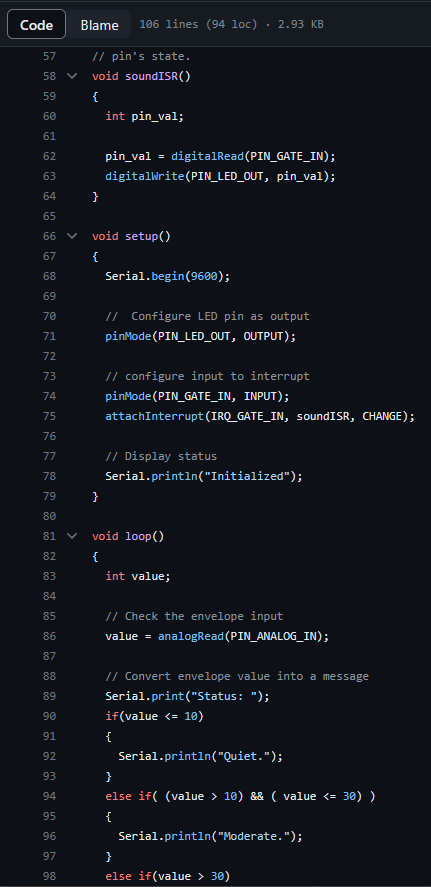 Code Blame 106 lines (94 loc) · 2.93 KB
57 // pin's state.
58 void soundISR()
59 {
60 int pin_val;
61
62 pin_val = digitalRead(PIN_GATE_IN);
63 digitalWrite(PIN_LED_OUT, pin_val);
64 }
65
66 void setup()
67 {
68 Serial.begin(9600);
69
70 //  Configure LED pin as output
71 pinMode(PIN_LED_OUT, OUTPUT);
72
73 // configure input to interrupt
74 pinMode(PIN_GATE_IN, INPUT);
75 attachInterrupt(IRQ_GATE_IN, soundISR, CHANGE);
76
77 // Display status
78 Serial.println("Initialized");
79 }
80
81 void loop()
82 {
83 int value;
84
85 // Check the envelope input
86 value = analogRead(PIN_ANALOG_IN);
87
88 // Convert envelope value into a message
89 Serial.print("Status: ");
90 if(value <= 10)
91 {
92 Serial.println("Quiet.");
93 }
94 else if( (value > 10) && ( value <= 30) )
95 {
96 Serial.println("Moderate.");
97 }
98 else if(value > 30)